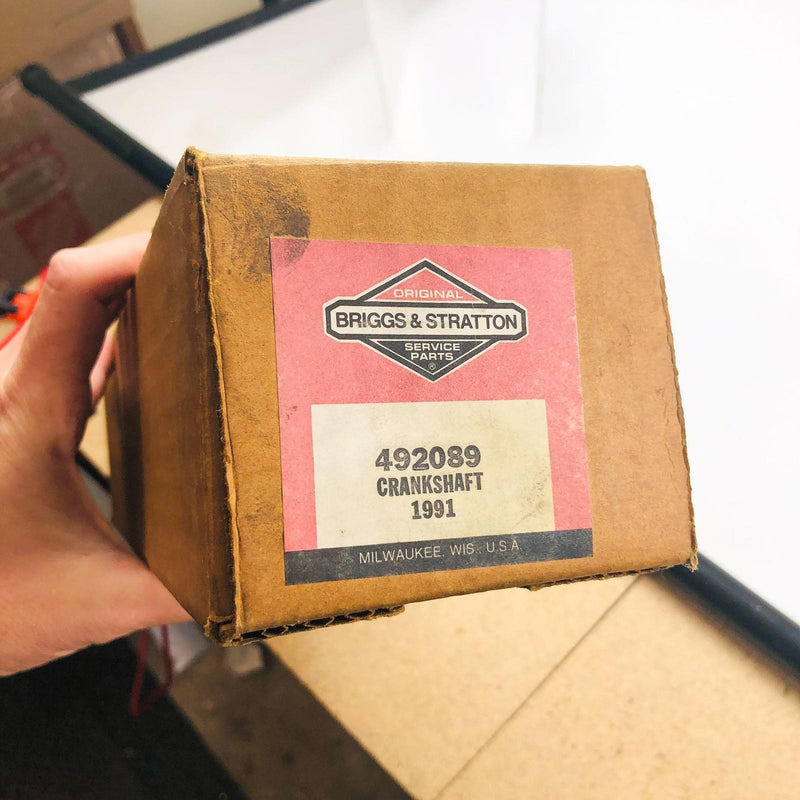 ORIGINAL
BRIGGS & STRATTON
SERVICE
PARTS
®
492089
CRANKSHAFT
1991
MILWAUKEE, WIS., U.S.A.